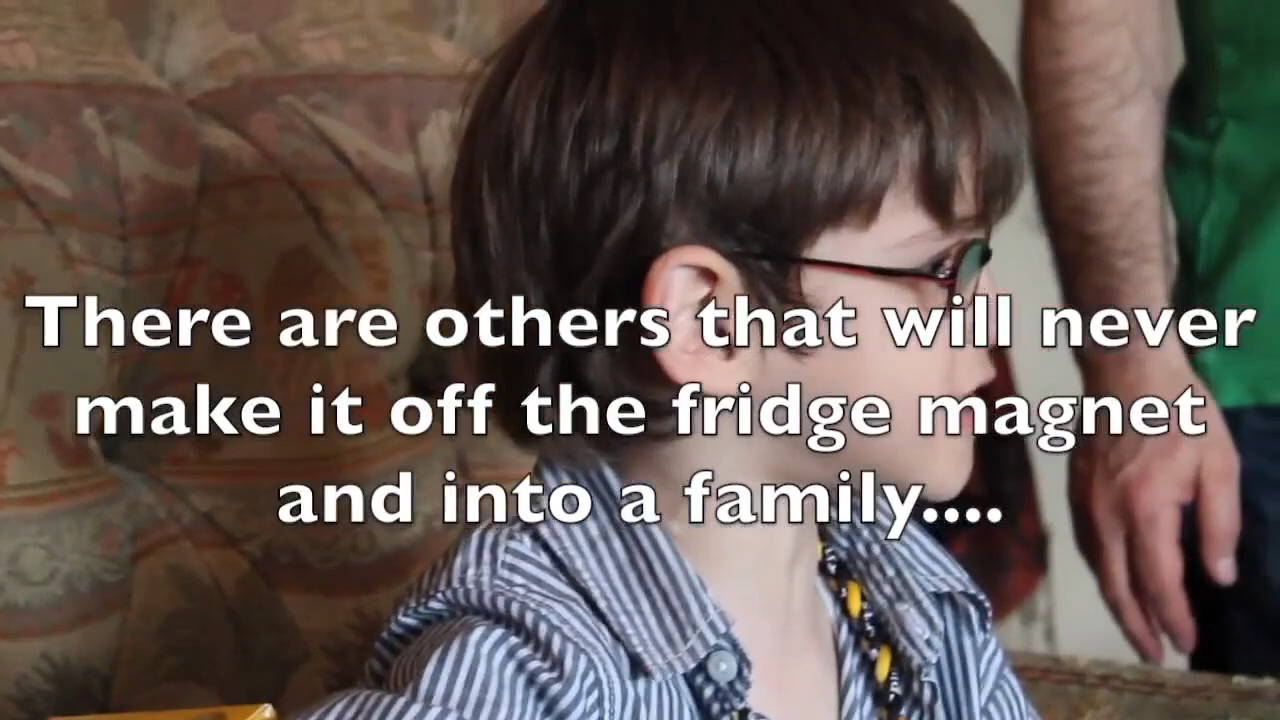 There are others that will never
make it off the fridge magnet
and into a family....